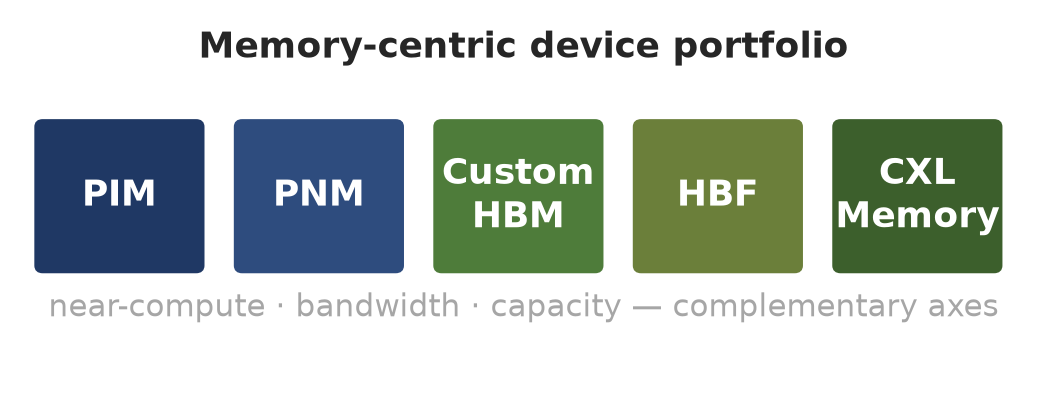 Memory-centric device portfolio
PIM
PNM
Custom
HBM
HBF
CXL
Memory
near-compute · bandwidth · capacity — complementary axes